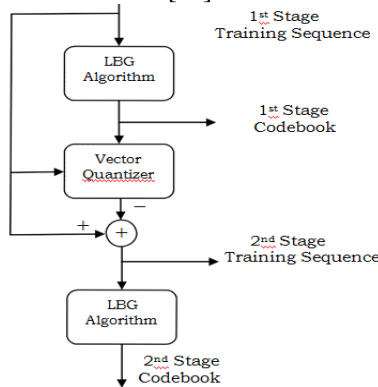 1st Stage
Training Sequence
LBG
Algorithm
1st Stage
Codebook
Vector
Quantizer
−
+
+
2nd Stage
Training Sequence
LBG
Algorithm
2nd Stage
Codebook